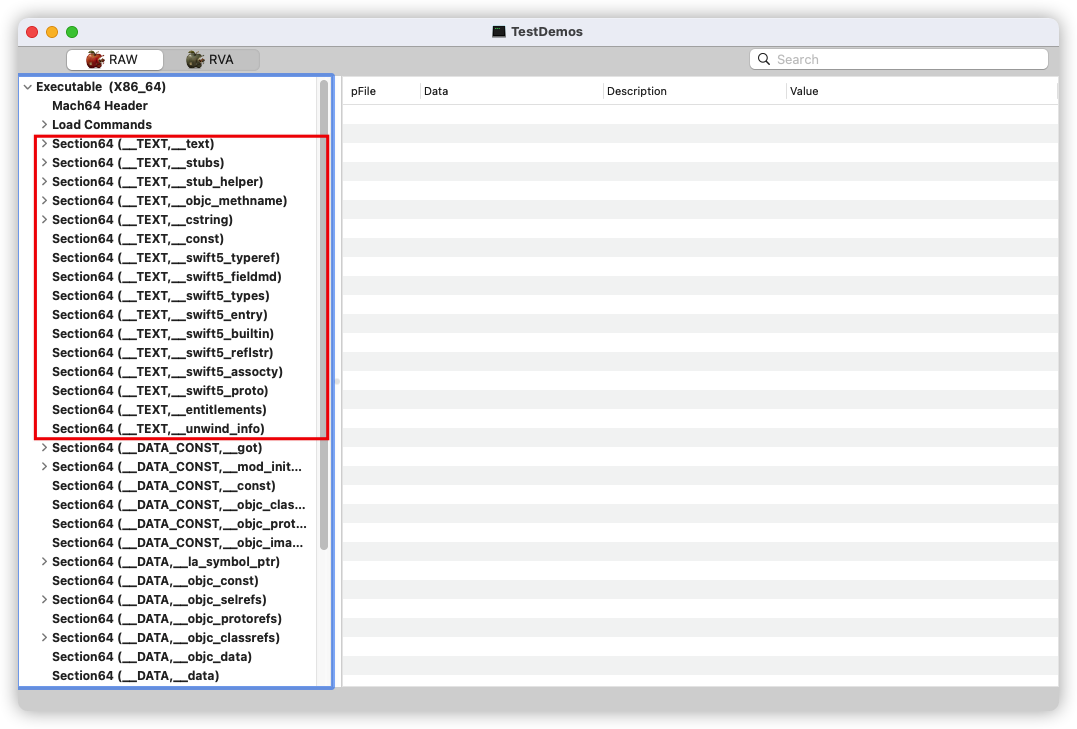 TestDemos
RAW RVA Search
pFile Data Description Value
Executable (X86_64)
Mach64 Header
Load Commands
Section64 (__TEXT,__text)
Section64 (__TEXT,__stubs)
Section64 (__TEXT,__stub_helper)
Section64 (__TEXT,__objc_methname)
Section64 (__TEXT,__cstring)
Section64 (__TEXT,__const)
Section64 (__TEXT,__swift5_typeref)
Section64 (__TEXT,__swift5_fieldmd)
Section64 (__TEXT,__swift5_types)
Section64 (__TEXT,__swift5_entry)
Section64 (__TEXT,__swift5_builtin)
Section64 (__TEXT,__swift5_reflstr)
Section64 (__TEXT,__swift5_assocty)
Section64 (__TEXT,__swift5_proto)
Section64 (__TEXT,__entitlements)
Section64 (__TEXT,__unwind_info)
Section64 (__DATA_CONST,__got)
Section64 (__DATA_CONST,__mod_init...
Section64 (__DATA_CONST,__const)
Section64 (__DATA_CONST,__objc_clas...
Section64 (__DATA_CONST,__objc_prot...
Section64 (__DATA_CONST,__objc_ima...
Section64 (__DATA,__la_symbol_ptr)
Section64 (__DATA,__objc_const)
Section64 (__DATA,__objc_selrefs)
Section64 (__DATA,__objc_protorefs)
Section64 (__DATA,__objc_classrefs)
Section64 (__DATA,__objc_data)
Section64 (__DATA,__data)